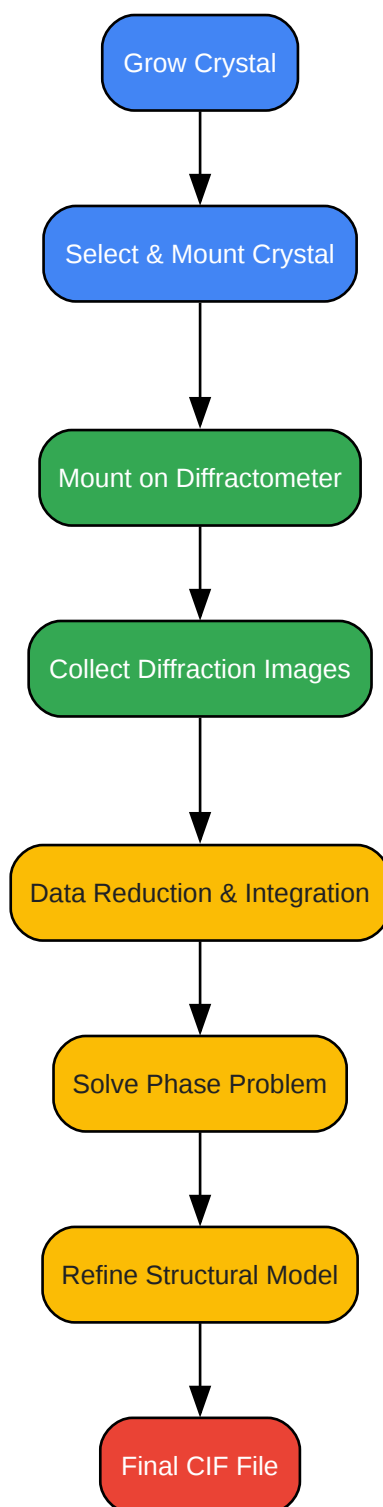 Grow Crystal
Select & Mount Crystal
Mount on Diffractometer
Collect Diffraction Images
Data Reduction & Integration
Solve Phase Problem
Refine Structural Model
Final CIF File